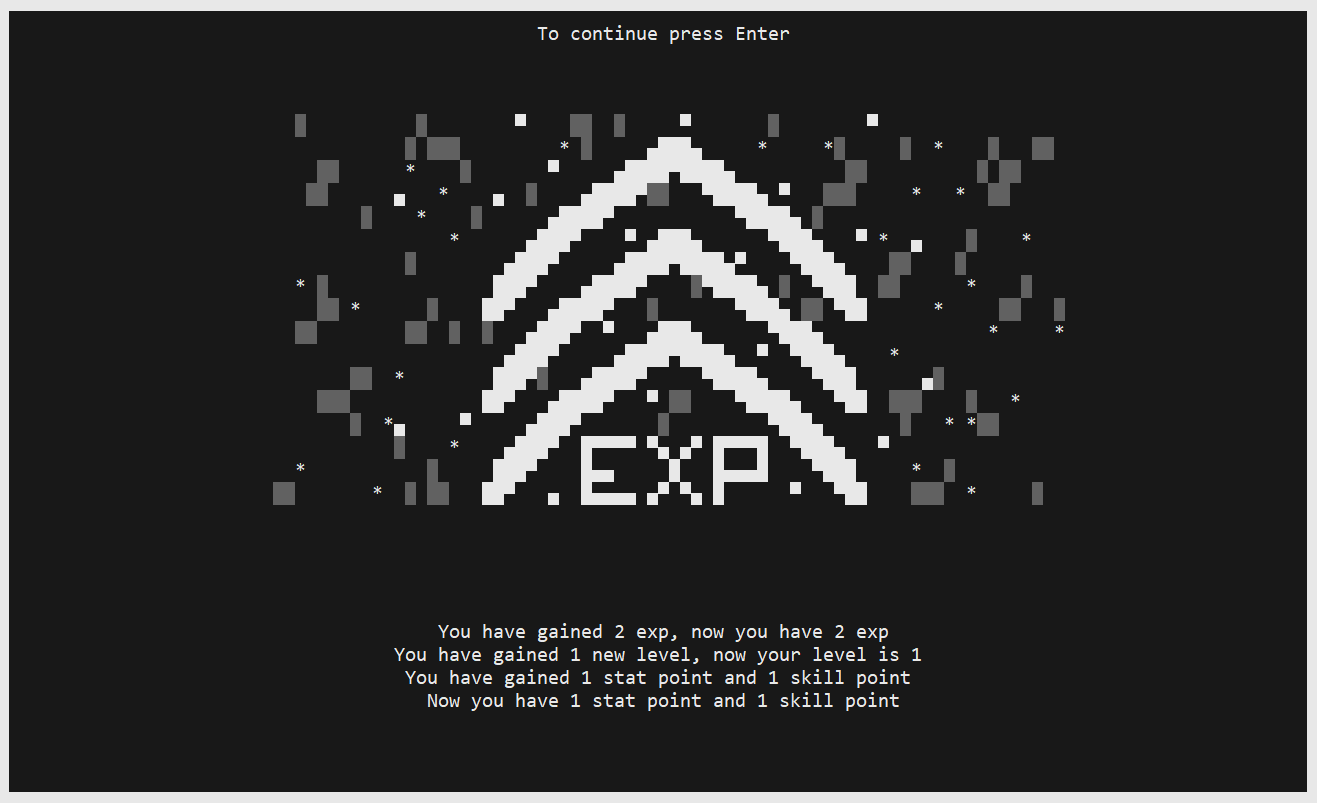 To continue press Enter
EXP
You have gained 2 exp, now you have 2 exp
You have gained 1 new level, now your level is 1
You have gained 1 stat point and 1 skill point
Now you have 1 stat point and 1 skill point